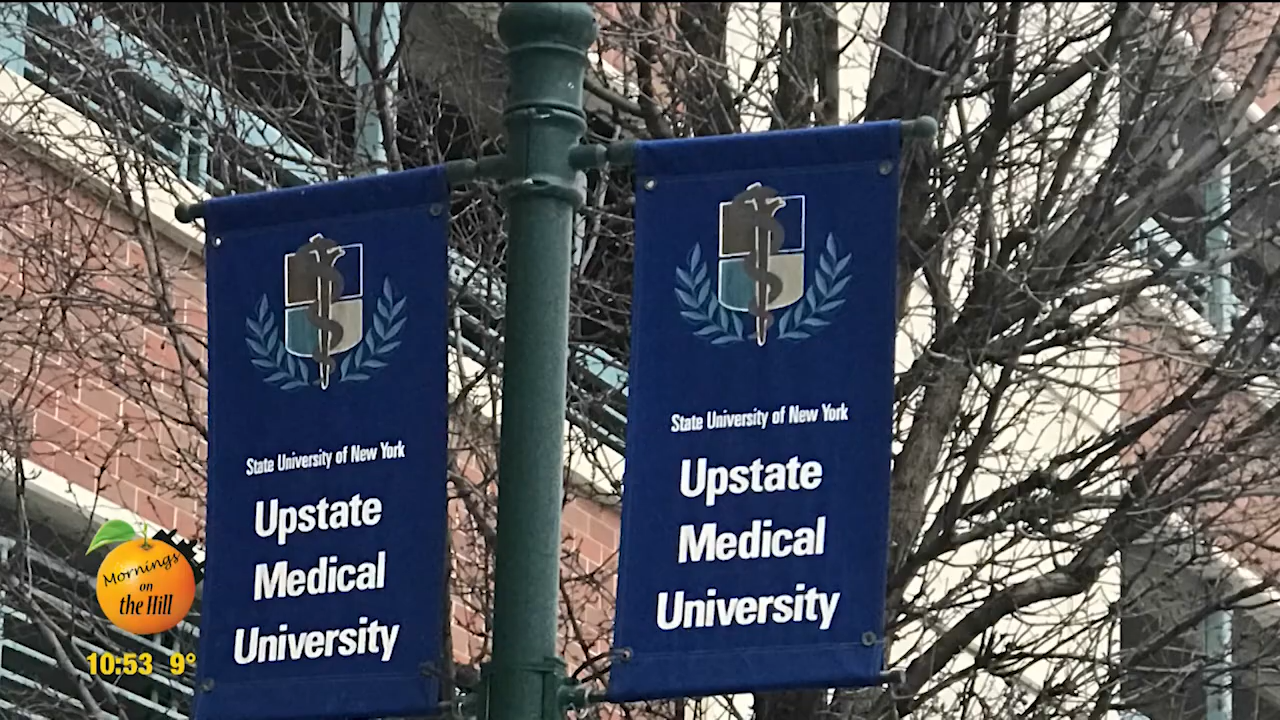 State University of New York
Upstate
Medical
University
State University of New York
Upstate
Medical
University
Mornings
on
the Hill
10:53 9°